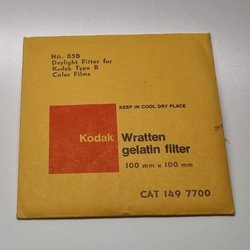 No. 85B
Daylight Filter for
Kodak Type B
Color Films
KEEP IN COOL DRY PLACE
Kodak
Wratten
gelatin filter
100 mm x 100 mm
CAT 149 7700